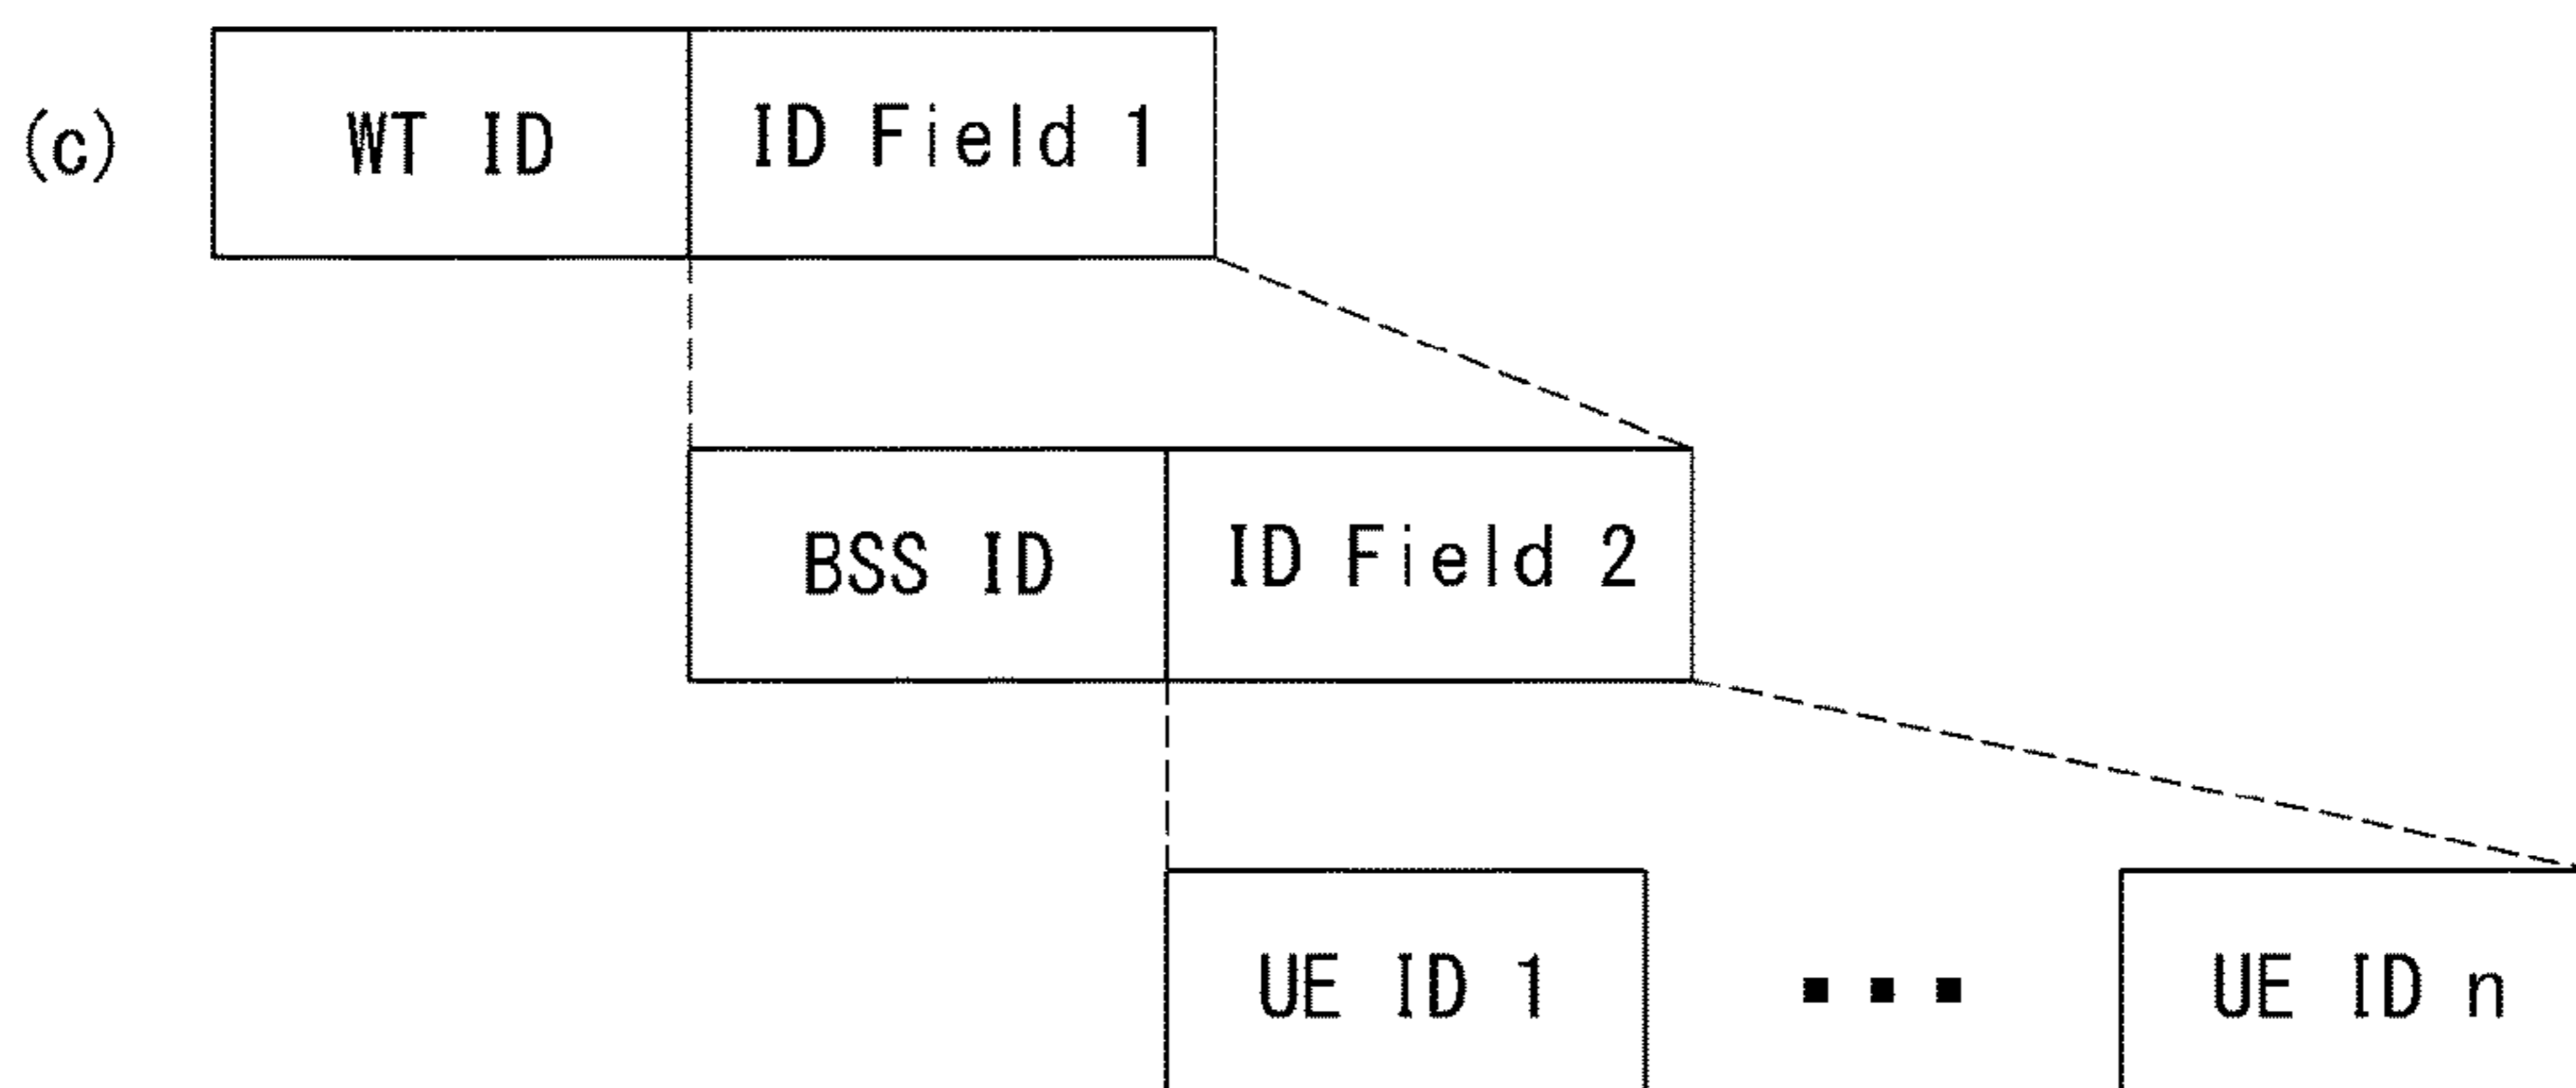 (c) WT ID ID Field 1
BSS ID ID Field 2
UE ID 1 ▪▪▪ UE ID n